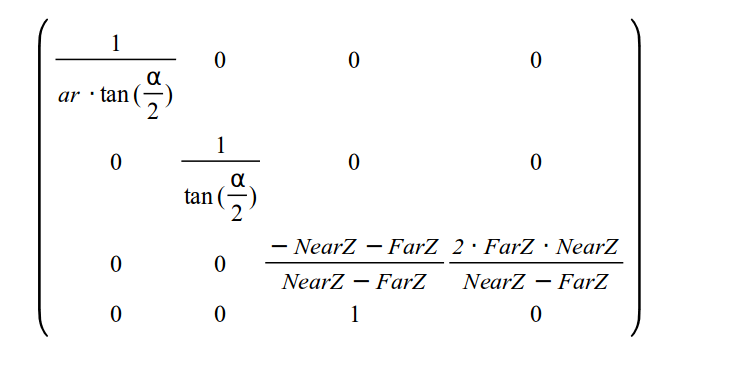 1 0 0 0
ar · tan(α/2)
0 1 0 0
tan(α/2)
0 0 − NearZ − FarZ 2 · FarZ · NearZ
NearZ − FarZ NearZ − FarZ
0 0 1 0